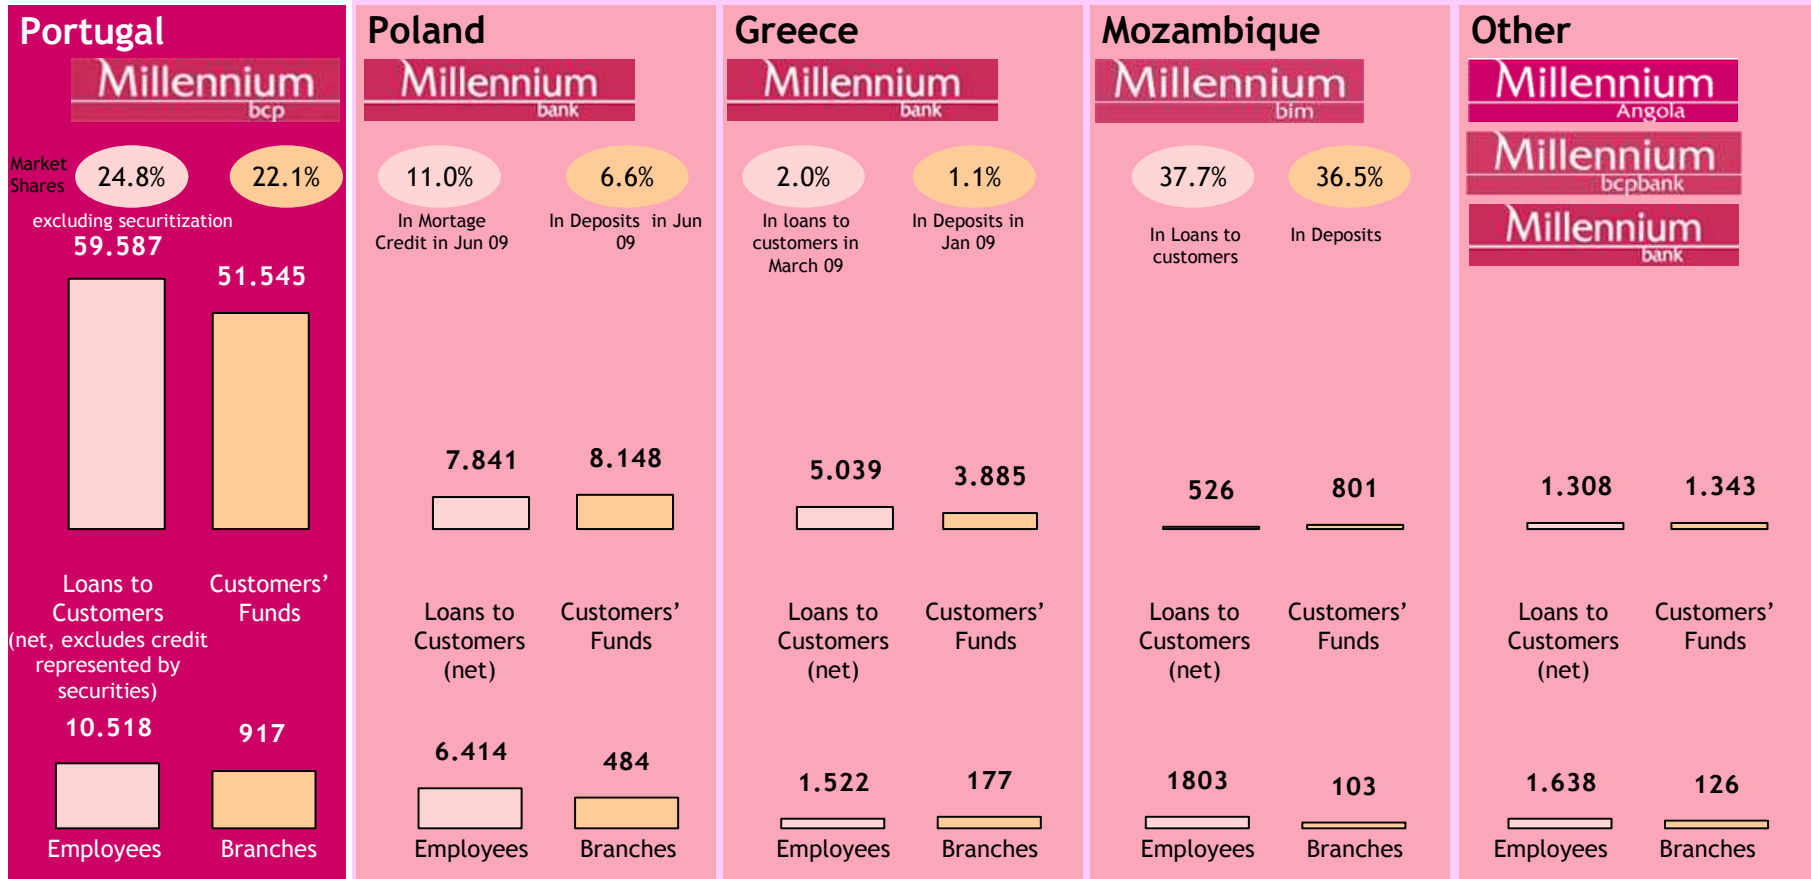 Portugal
Millennium
bcp
Market
Shares
24.8%
22.1%
excluding securitization
59.587
51.545
Loans to
Customers
(net, excludes credit
represented by
securities)
Customers’
Funds
10.518
917
Employees
Branches
Poland
Millennium
bank
11.0%
6.6%
In Mortage
Credit in Jun 09
In Deposits in Jun
09
7.841
8.148
Loans to
Customers
(net)
Customers’
Funds
6.414
484
Employees
Branches
Greece
Millennium
bank
2.0%
1.1%
In loans to
customers in
March 09
In Deposits in
Jan 09
5.039
3.885
Loans to
Customers
(net)
Customers’
Funds
1.522
177
Employees
Branches
Mozambique
Millennium
bim
37.7%
36.5%
In Loans to
customers
In Deposits
526
801
Loans to
Customers
(net)
Customers’
Funds
1803
103
Employees
Branches
Other
Millennium
Angola
Millennium
bcpbank
Millennium
bank
1.308
1.343
Loans to
Customers
(net)
Customers’
Funds
1.638
126
Employees
Branches